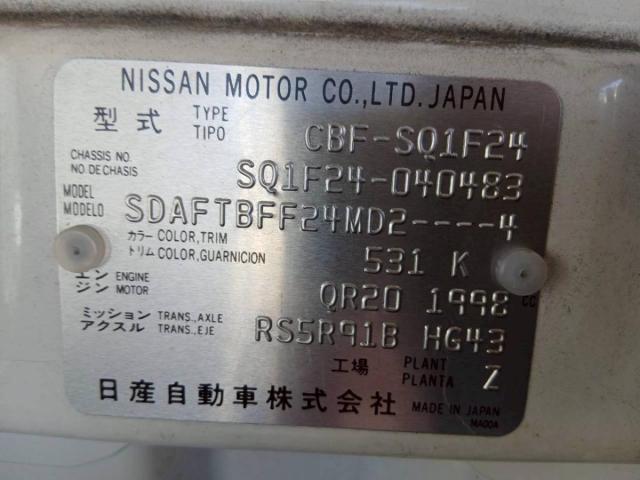 NISSAN MOTOR CO.,LTD. JAPAN
型式 TYPE TIPO CBF-SQ1F24
CHASSIS NO. NO. DE CHASIS SQ1F24-040483
MODEL MODELO SDAFTBFF24MD2----4
カラー COLOR,TRIM
トリム COLOR,GUARNICION 531 K
エンジン ENGINE MOTOR QR20 1998 CC
ミッション TRANS.,AXLE
アクスル TRANS.,EJE RS5R91B HG43
工場 PLANT PLANTA Z
日産自動車株式会社 MADE IN JAPAN
MA00A